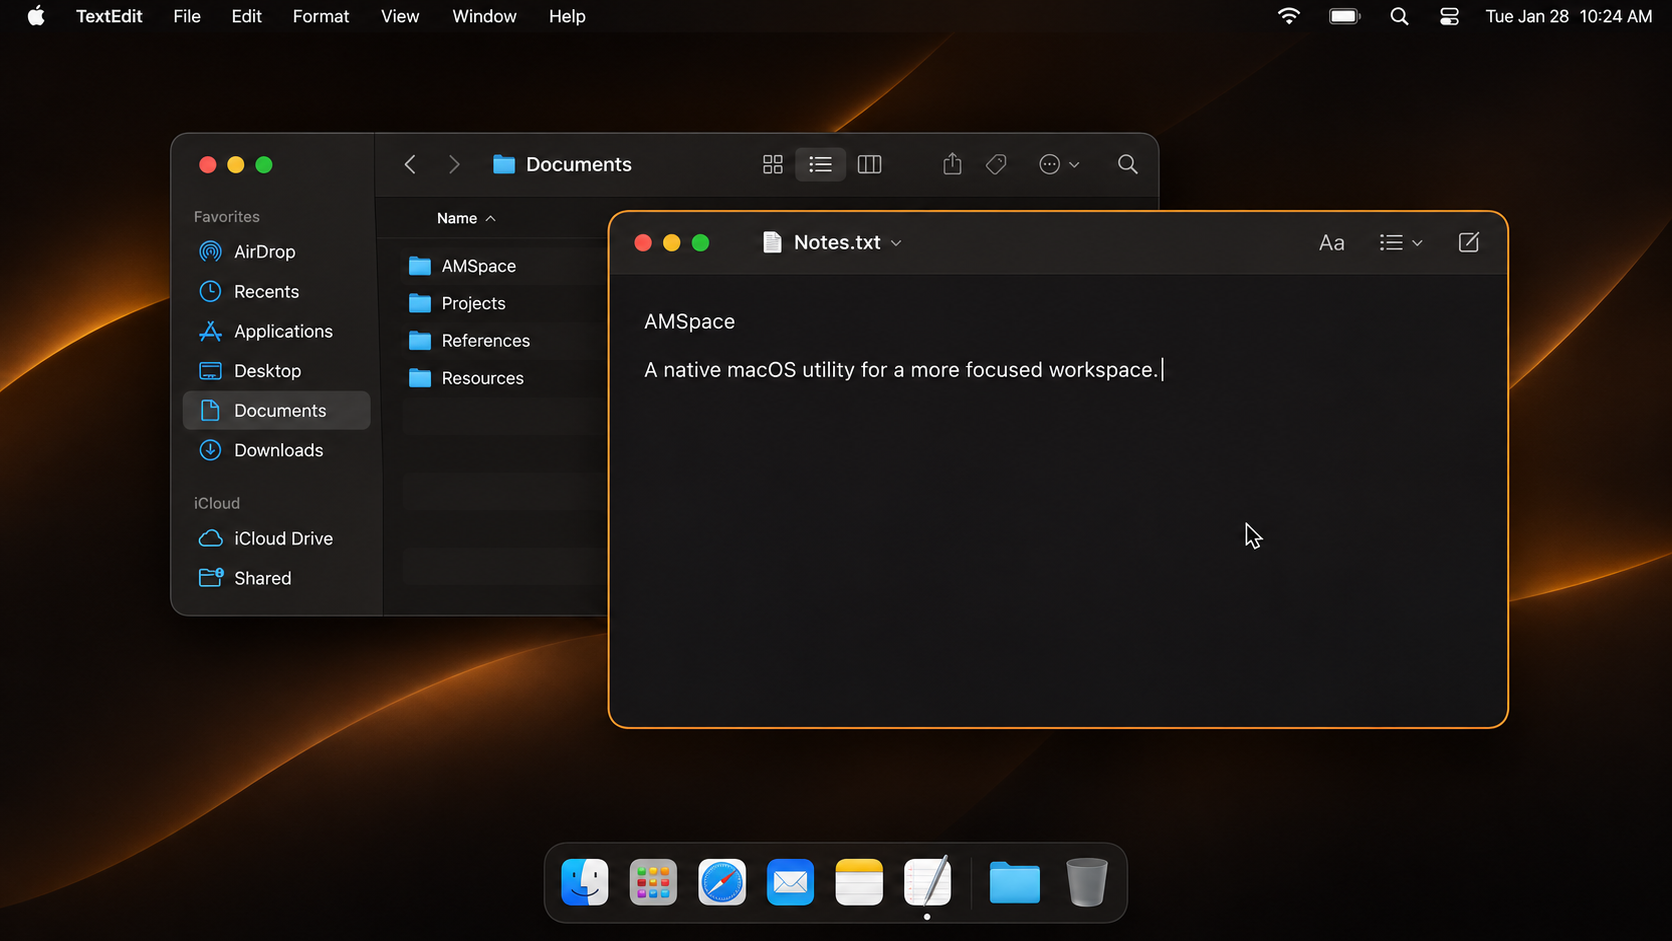 TextEdit File Edit Format View Window Help Tue Jan 28 10:24 AM
Documents
Favorites
AirDrop
Recents
Applications
Desktop
Documents
Downloads
iCloud
iCloud Drive
Shared
Name
AMSpace
Projects
References
Resources
Notes.txt Aa
AMSpace
A native macOS utility for a more focused workspace.